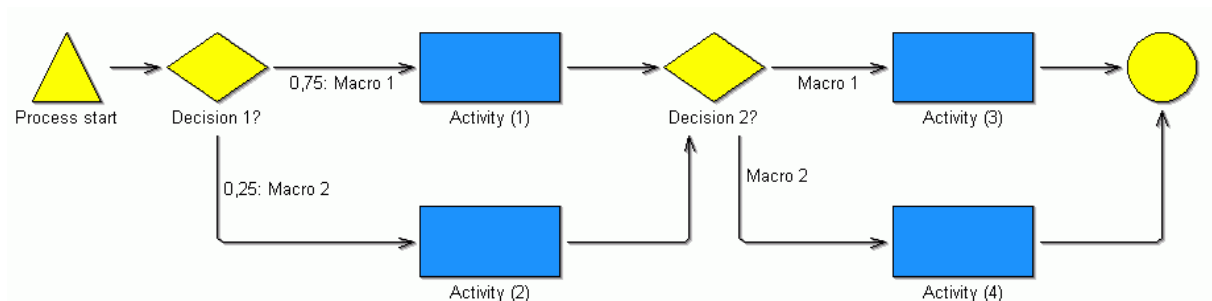 0,75: Macro 1
Macro 1
Process start
Decision 1?
Activity (1)
Decision 2?
Activity (3)
0,25: Macro 2
Macro 2
Activity (2)
Activity (4)